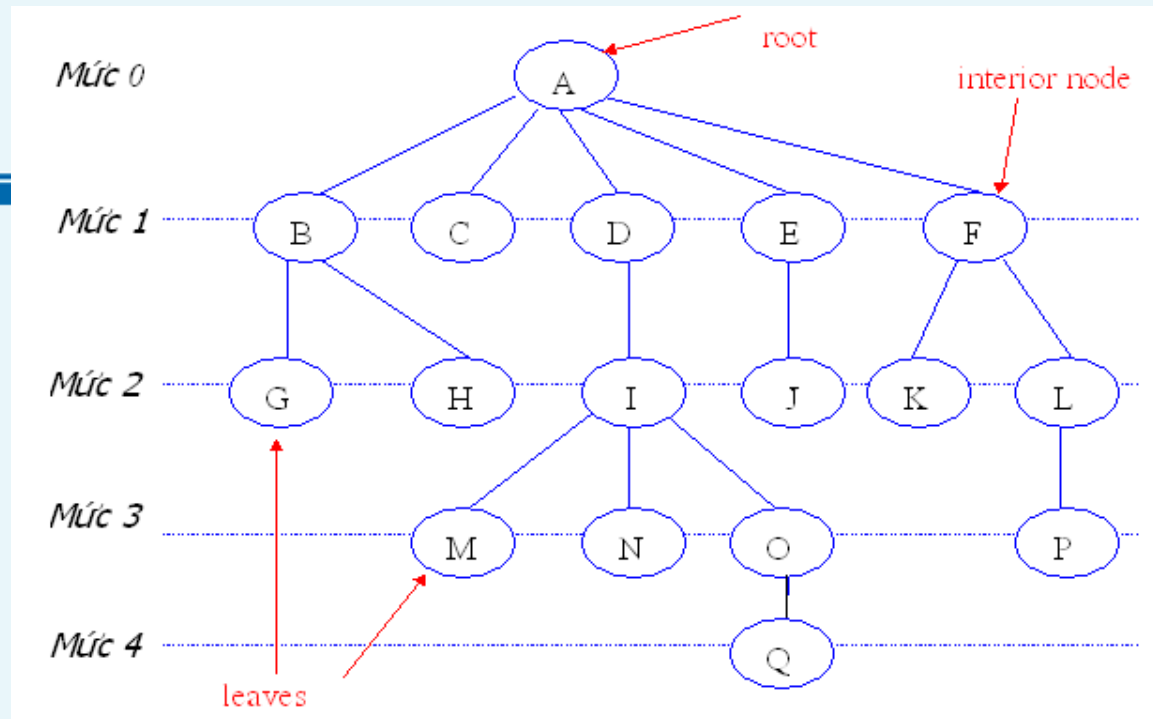 root
Mức 0
A
interior node
Mức 1
B C D E F
Mức 2
G H I J K L
Mức 3
M N O P
Mức 4
Q
leaves